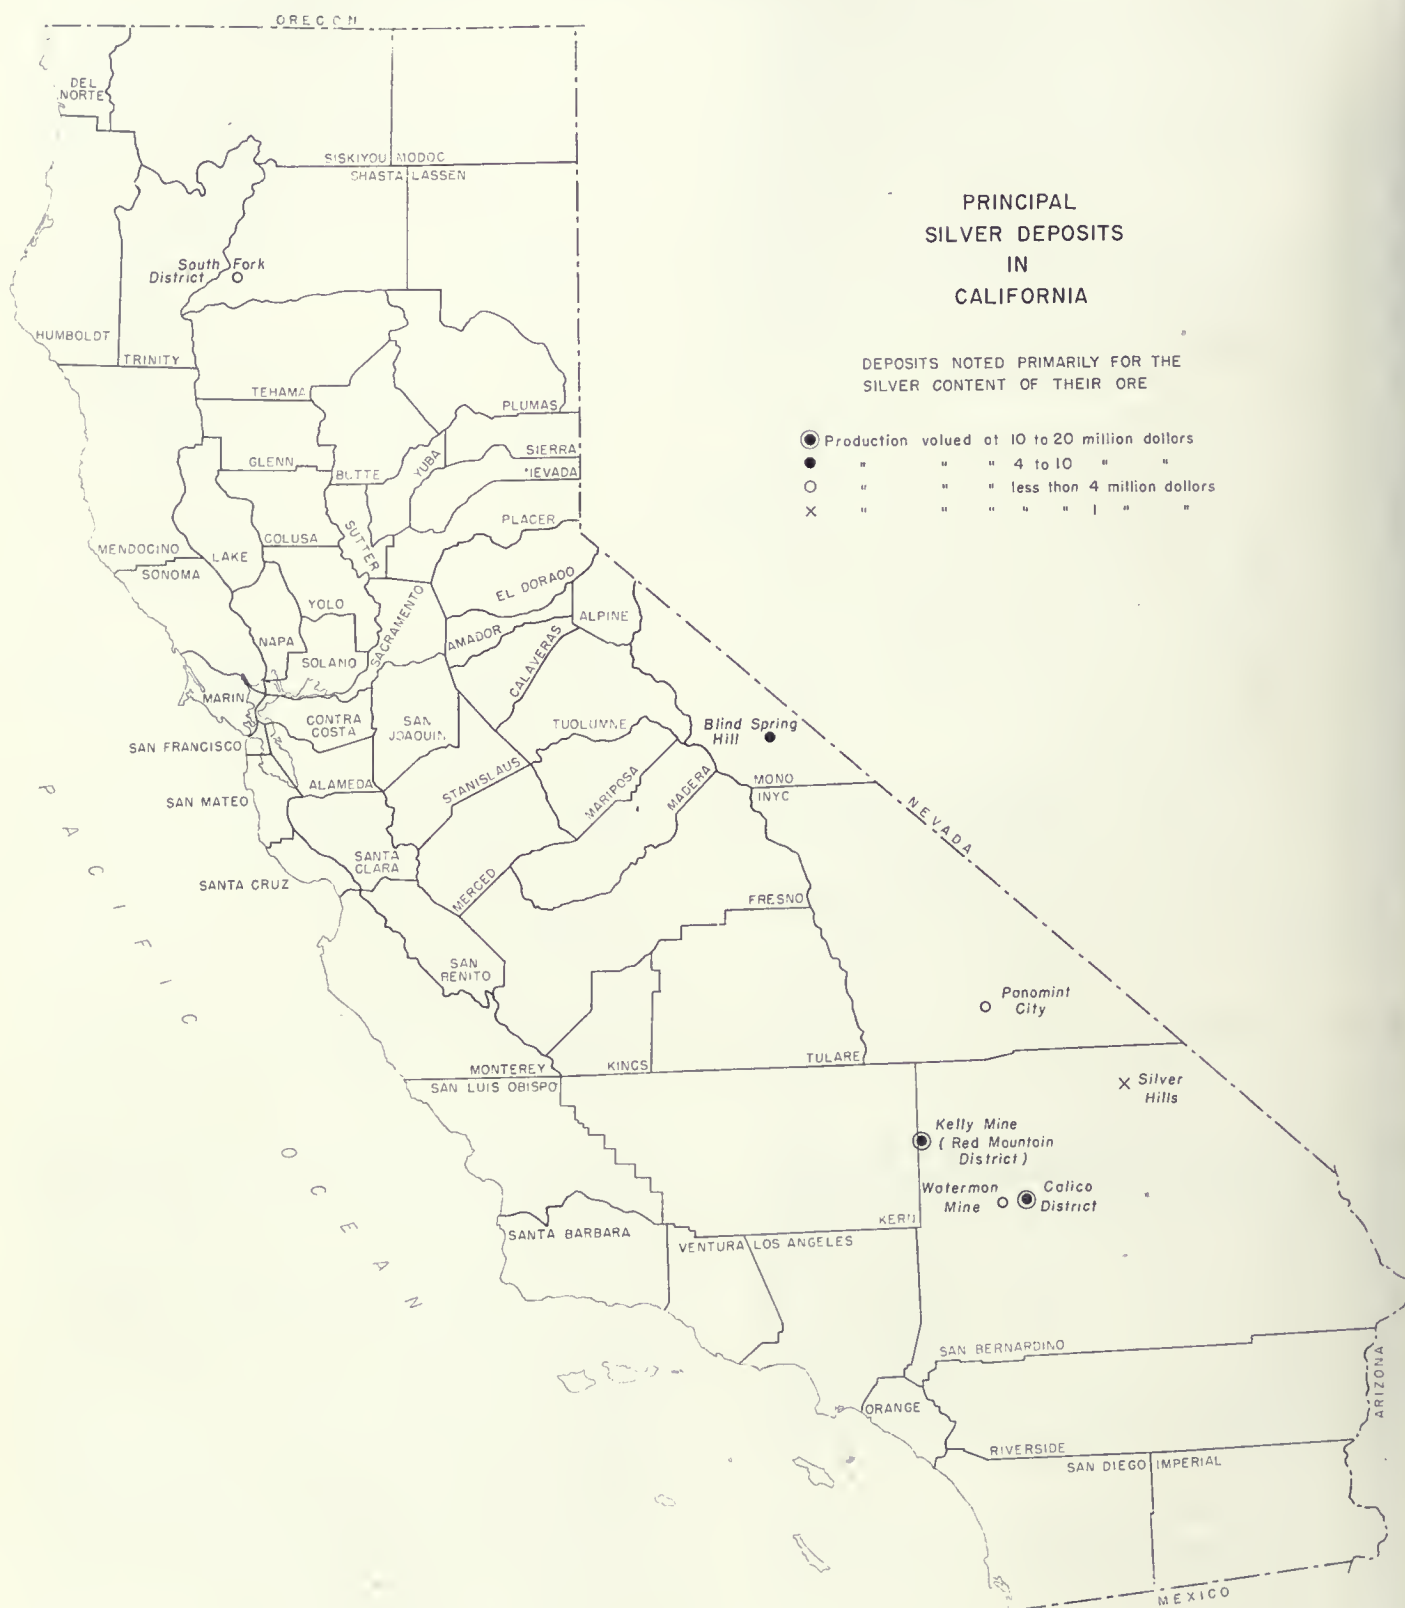 OREGON
DEL
NORTE
SISKIYOU MODOC
SHASTA LASSEN
PRINCIPAL
SILVER DEPOSITS
IN
CALIFORNIA
South Fork
District
HUMBOLDT
TRINITY
DEPOSITS NOTED PRIMARILY FOR THE
SILVER CONTENT OF THEIR ORE
TEHAMA
PLUMAS
Production valued at 10 to 20 million dollars
" " " 4 to 10 " "
" " " less than 4 million dollars
" " " " " 1 " "
GLENN
BUTTE
YUBA
SIERRA
NEVADA
PLACER
COLUSA
SUTTER
MENDOCINO
LAKE
SONOMA
YOLO
EL DORADO
SACRAMENTO
ALPINE
NAPA
AMADOR
SOLANO
CALAVERAS
MARIN
CONTRA
COSTA
SAN
JOAQUIN
TUOLUMNE
Blind Spring
Hill
SAN FRANCISCO
ALAMEDA
STANISLAUS
MARIPOSA
MADERA
MONO
INYO
NEVADA
SAN MATEO
SANTA
CLARA
SANTA CRUZ
MERCED
FRESNO
PACIFIC OCEAN
SAN
BENITO
Panamint
City
MONTEREY
KINGS
TULARE
SAN LUIS OBISPO
Silver
Hills
Kelly Mine
(Red Mountain
District)
Waterman
Mine
Calico
District
KERN
SANTA BARBARA
VENTURA LOS ANGELES
SAN BERNARDINO
ARIZONA
ORANGE
RIVERSIDE
SAN DIEGO IMPERIAL
MEXICO